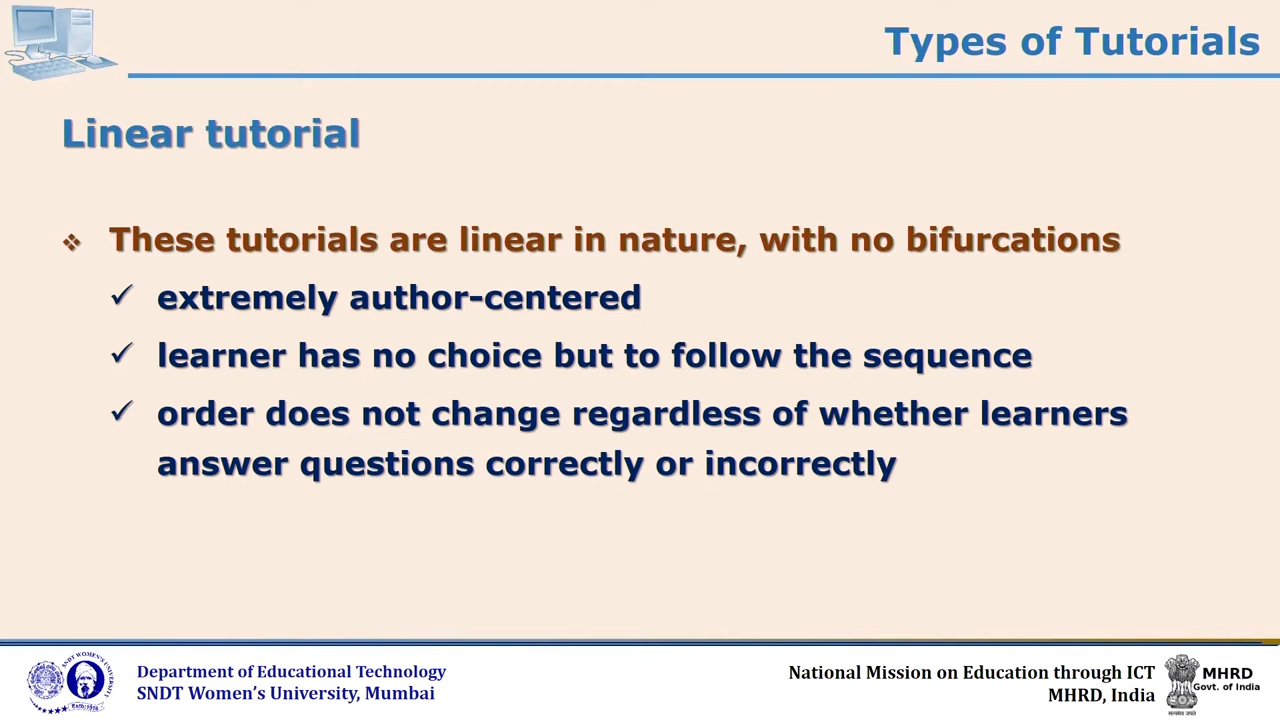 Types of Tutorials
Linear tutorial
These tutorials are linear in nature, with no bifurcations
extremely author-centered
learner has no choice but to follow the sequence
order does not change regardless of whether learners
answer questions correctly or incorrectly
Department of Educational Technology
SNDT Women's University, Mumbai
National Mission on Education through ICT
MHRD, India
MHRD
Govt. of India
SNDT WOMEN'S UNIVERSITY